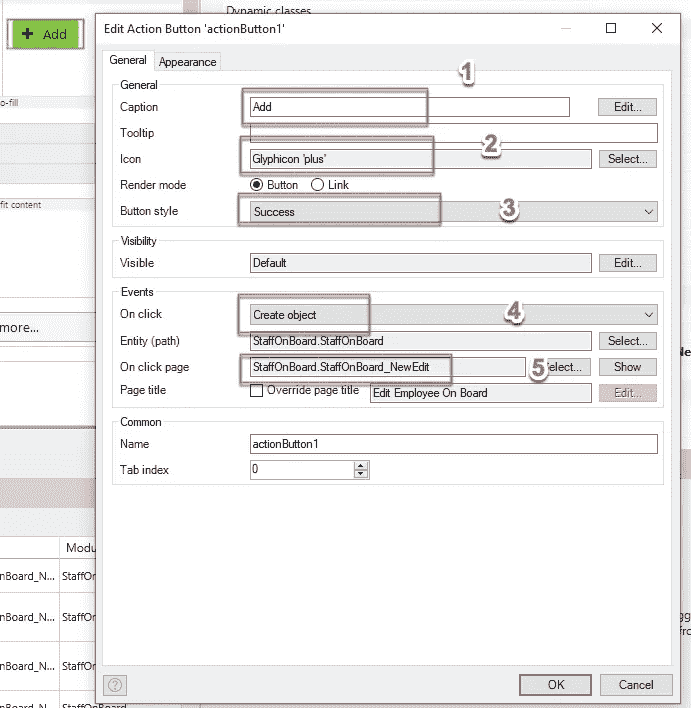 Dynamic classes
Add
Edit Action Button 'actionButton1'
General
Appearance
1
General
Caption
Add
Edit...
Tooltip
2
Icon
Glyphicon 'plus'
Select...
Render mode
Button
Link
Button style
Success
3
Visibility
Visible
Default
Edit...
Events
On click
Create object
4
Entity (path)
StaffOnBoard.StaffOnBoard
Select...
On click page
StaffOnBoard.StaffOnBoard_NewEdit
5
elect...
Show
Page title
Override page title
Edit Employee On Board
Edit...
Common
Name
actionButton1
Tab index
0
OK
Cancel
o-fill
fit content
more...
Modu
onBoard_N...
StaffOn
nBoard_N...
StaffOn
nBoard_N...
StaffOn
StaffOnBoard